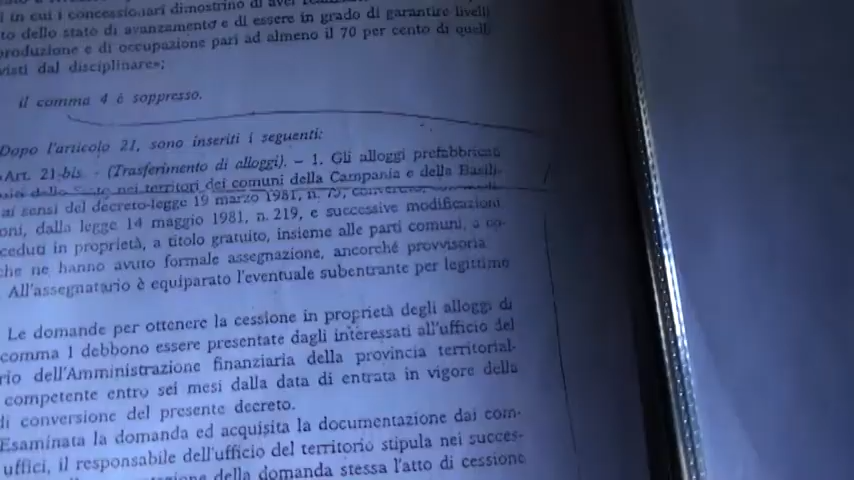 in cui i concessionari dimostrino di aver
to dello stato di avanzamento e di essere in grado di garantire livelli
produzione e di occupazione pari ad almeno il 70 per cento di quell
visti dal disciplinare»;
il comma 4 è soppresso.
Dopo l'articolo 21, sono inseriti i seguenti:
«Art. 21-bis. - (Trasferimento di alloggi). – 1. Gli alloggi prefabbricati
dello Stato nei territori dei comuni della Campania e della Basili-
ai sensi del decreto-legge 19 marzo 1981, n. 75,
oni, dalla legge 14 maggio 1981, n. 219, e successive modificazioni
ceduti in proprietà, a titolo gratuito, insieme alle parti comuni, a co-
che ne hanno avuto formale assegnazione, ancorché provvisoria
All'assegnatario è equiparato l'eventuale subentrante per legittimo
Le domande per ottenere la cessione in proprietà degli alloggi di
comma 1 debbono essere presentate dagli interessati all'ufficio del
rio dell'Amministrazione finanziaria della provincia territorial-
competente entro sei mesi dalla data di entrata in vigore della
di conversione del presente decreto.
Esaminata la domanda ed acquisita la documentazione dai com-
uffici, il responsabile dell'ufficio del territorio stipula nei succes-
della domanda stessa l'atto di cessione